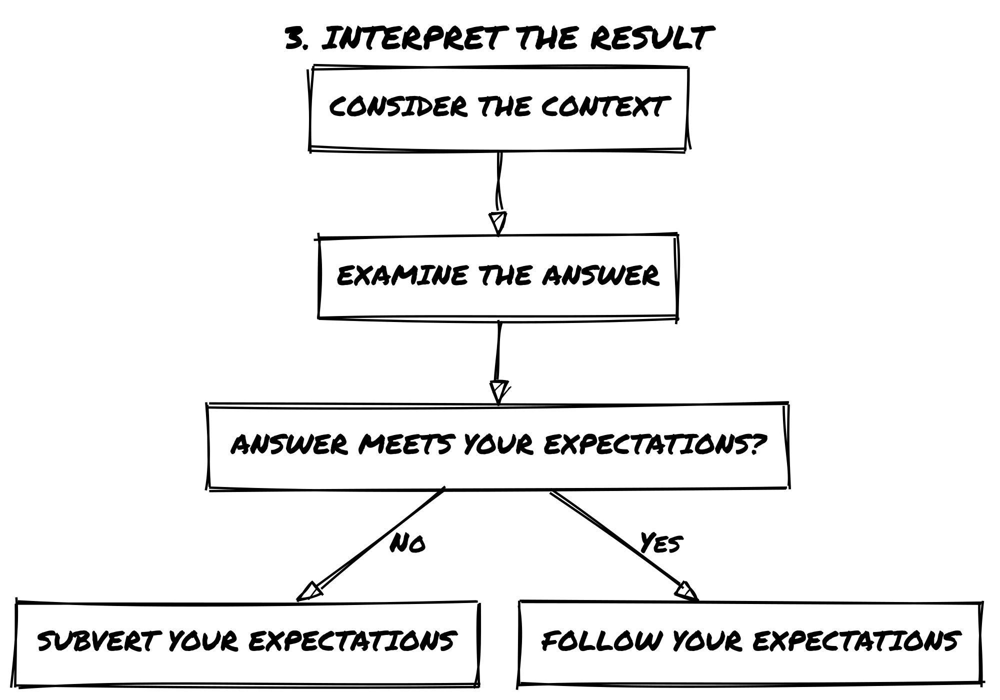 3. INTERPRET THE RESULT
CONSIDER THE CONTEXT
EXAMINE THE ANSWER
ANSWER MEETS YOUR EXPECTATIONS?
No
Yes
SUBVERT YOUR EXPECTATIONS
FOLLOW YOUR EXPECTATIONS